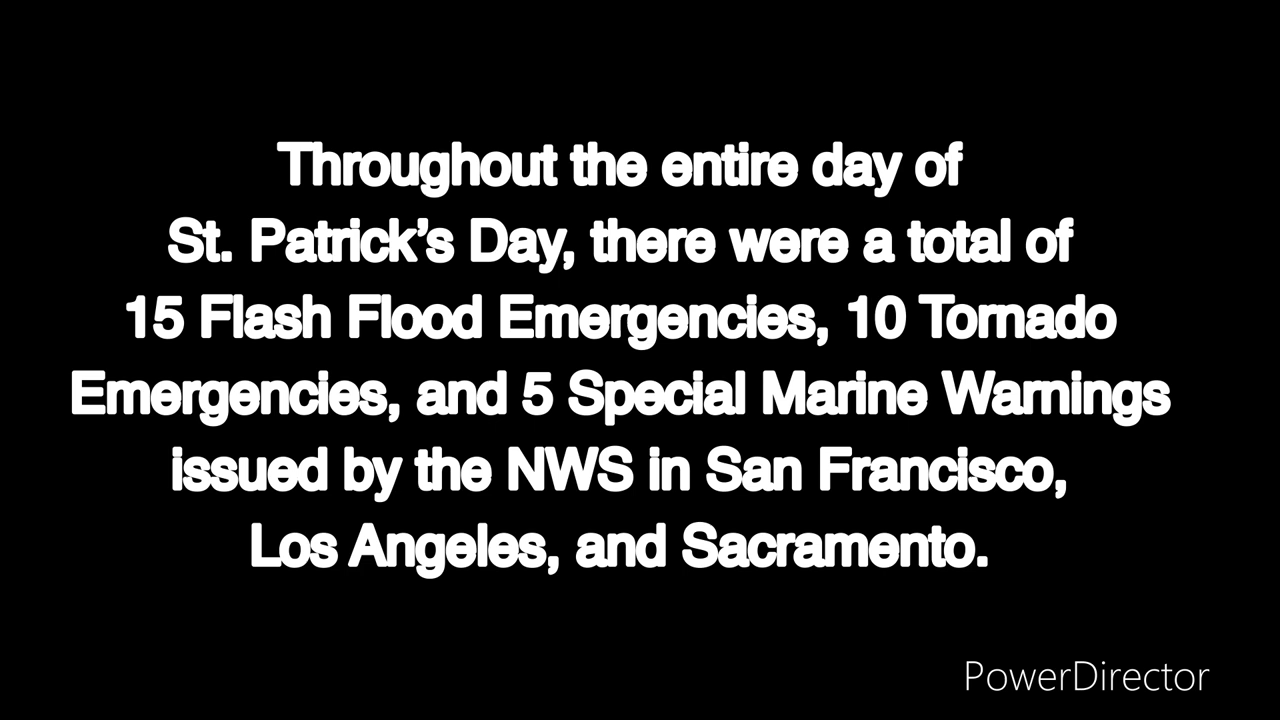 Throughout the entire day of
St. Patrick’s Day, there were a total of
15 Flash Flood Emergencies, 10 Tornado
Emergencies, and 5 Special Marine Warnings
issued by the NWS in San Francisco,
Los Angeles, and Sacramento.
PowerDirector